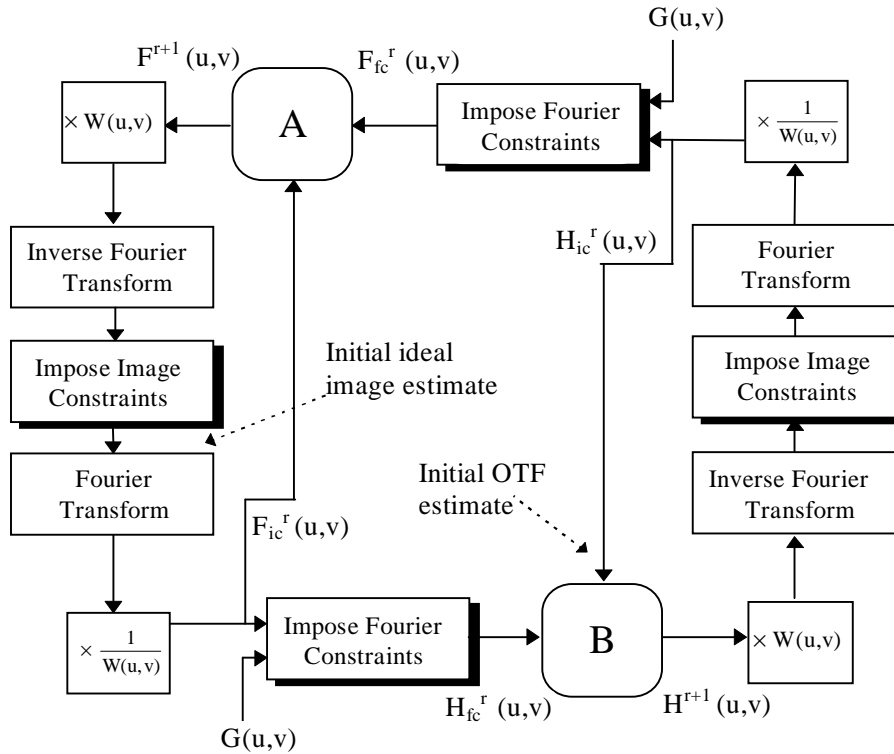 G(u,v)
F^{r+1} (u,v)
F_{fc}^{r} (u,v)
× W(u,v)
A
Impose Fourier
Constraints
× 1/W(u,v)
H_{ic}^{r} (u,v)
Inverse Fourier
Transform
Fourier
Transform
Impose Image
Constraints
Initial ideal
image estimate
Impose Image
Constraints
Fourier
Transform
Initial OTF
estimate
Inverse Fourier
Transform
F_{ic}^{r} (u,v)
× 1/W(u,v)
Impose Fourier
Constraints
B
× W(u,v)
H_{fc}^{r} (u,v)
H^{r+1} (u,v)
G(u,v)